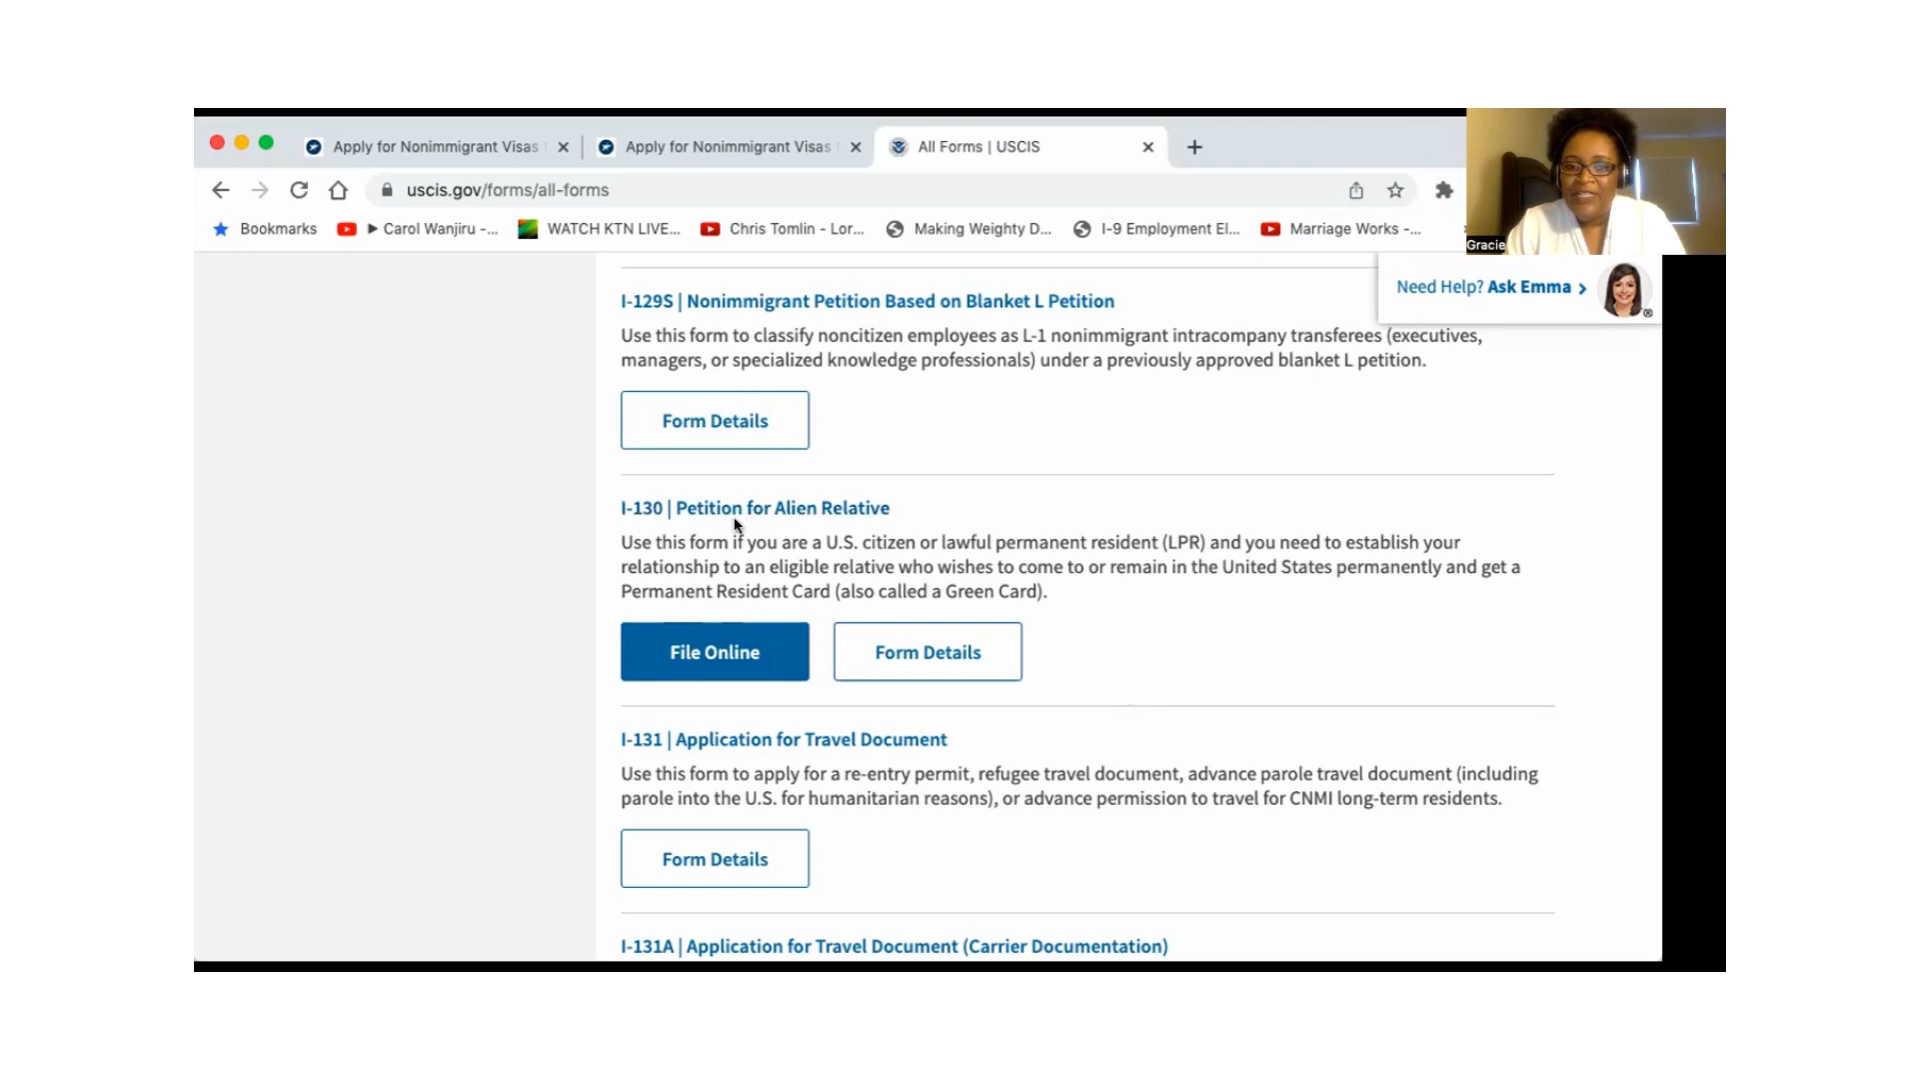 Apply for Nonimmigrant Visas
Apply for Nonimmigrant Visas
All Forms | USCIS
uscis.gov/forms/all-forms
Bookmarks
▶ Carol Wanjiru -...
WATCH KTN LIVE...
Chris Tomlin - Lor...
Making Weighty D...
I-9 Employment El...
Marriage Works -...
Gracie
Need Help? Ask Emma
I-129S | Nonimmigrant Petition Based on Blanket L Petition
Use this form to classify noncitizen employees as L-1 nonimmigrant intracompany transferees (executives,
managers, or specialized knowledge professionals) under a previously approved blanket L petition.
Form Details
I-130 | Petition for Alien Relative
Use this form if you are a U.S. citizen or lawful permanent resident (LPR) and you need to establish your
relationship to an eligible relative who wishes to come to or remain in the United States permanently and get a
Permanent Resident Card (also called a Green Card).
File Online
Form Details
I-131 | Application for Travel Document
Use this form to apply for a re-entry permit, refugee travel document, advance parole travel document (including
parole into the U.S. for humanitarian reasons), or advance permission to travel for CNMI long-term residents.
Form Details
I-131A | Application for Travel Document (Carrier Documentation)